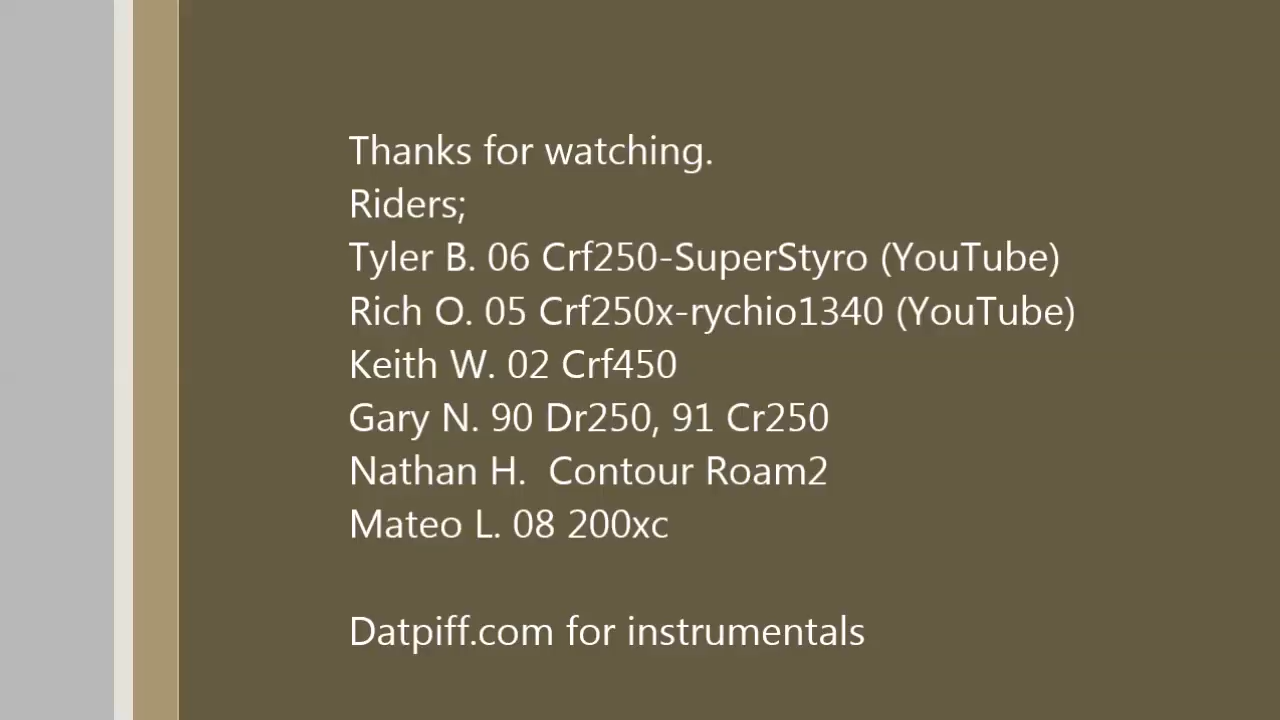 Thanks for watching.
Riders;
Tyler B. 06 Crf250-SuperStyro (YouTube)
Rich O. 05 Crf250x-rychio1340 (YouTube)
Keith W. 02 Crf450
Gary N. 90 Dr250, 91 Cr250
Nathan H.  Contour Roam2
Mateo L. 08 200xc
Datpiff.com for instrumentals